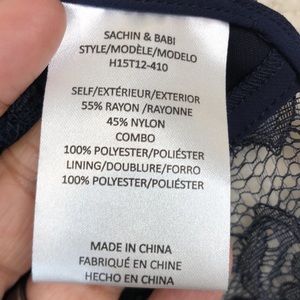 SACHIN & BABI
STYLE/MODÈLE/MODELO
H15T12-410
SELF/EXTÉRIEUR/EXTERIOR
55% RAYON/RAYONNE
45% NYLON
COMBO
100% POLYESTER/POLIÉSTER
LINING/DOUBLURE/FORRO
100% POLYESTER/POLIÉSTER
MADE IN CHINA
FABRIQUÉ EN CHINE
HECHO EN CHINA